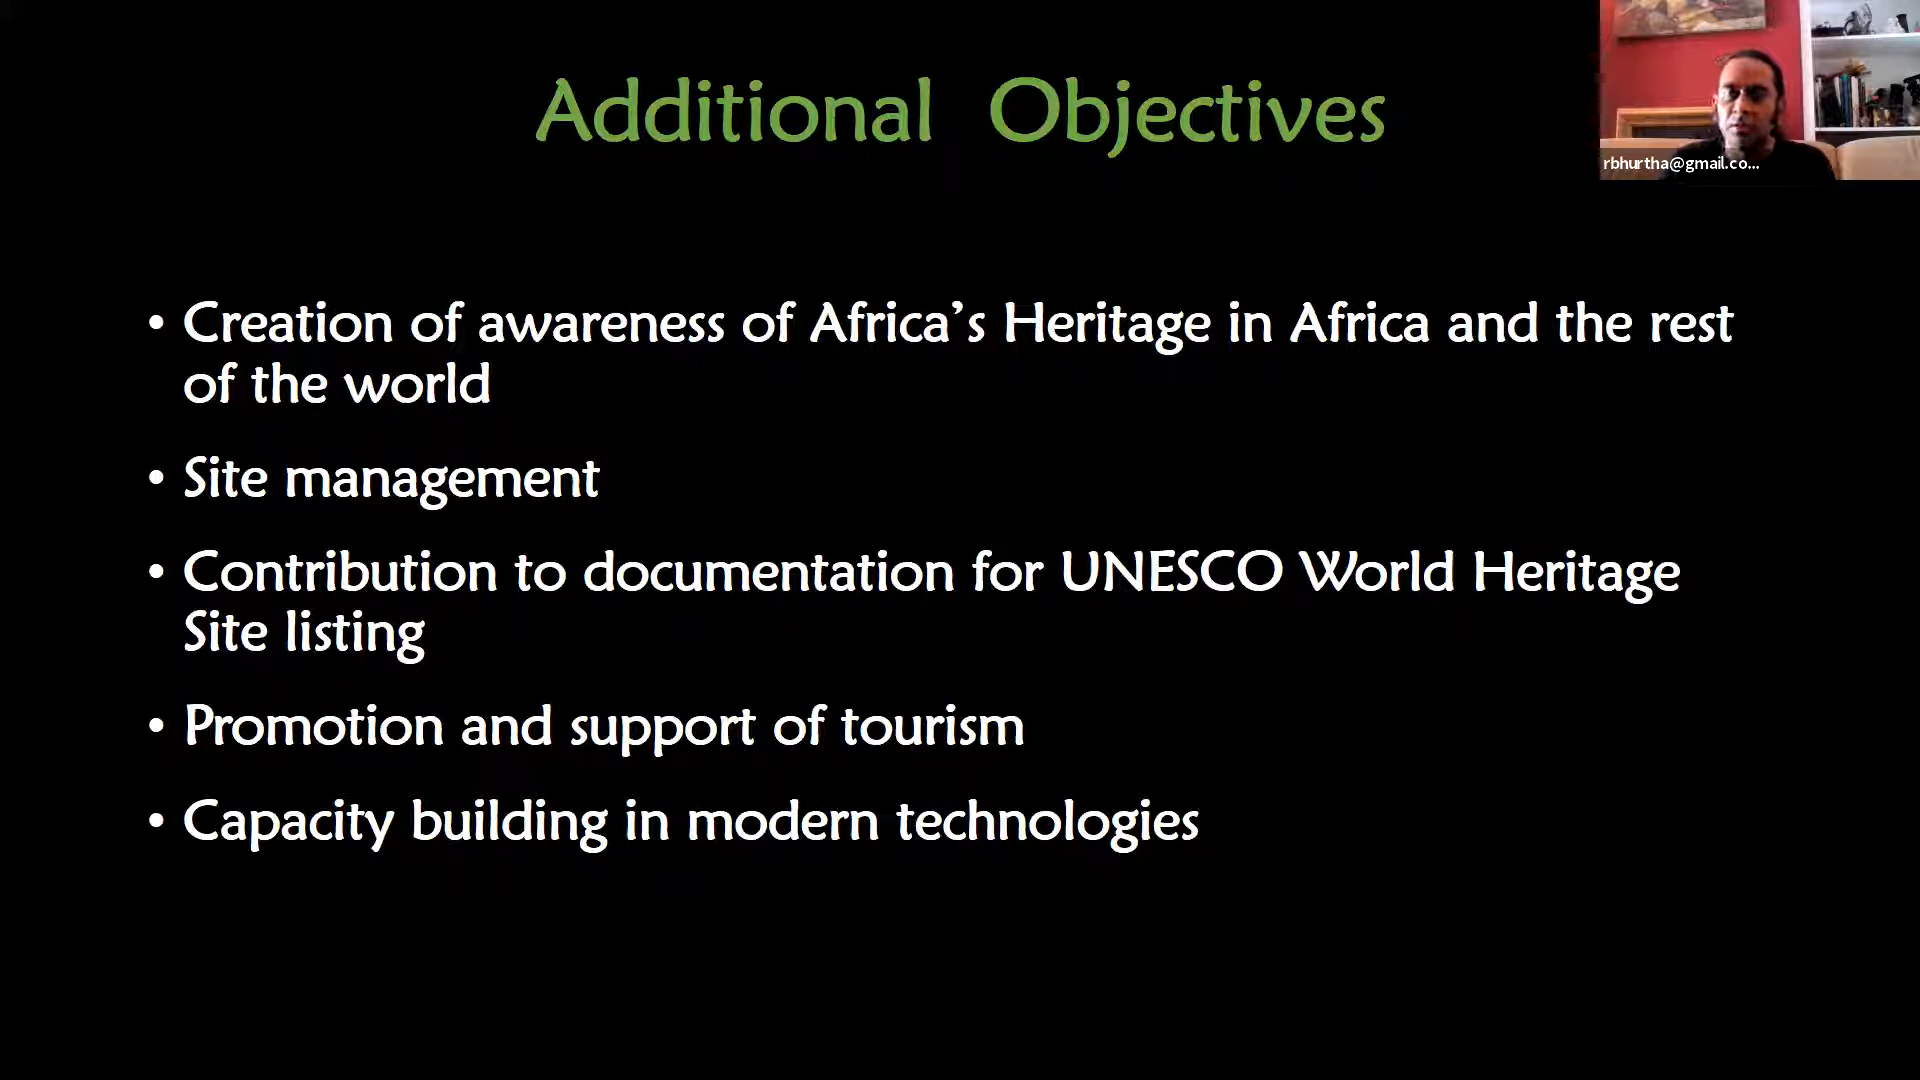 Additional Objectives
rbhurtha@gmail.co...
• Creation of awareness of Africa’s Heritage in Africa and the rest
of the world
• Site management
• Contribution to documentation for UNESCO World Heritage
Site listing
• Promotion and support of tourism
• Capacity building in modern technologies